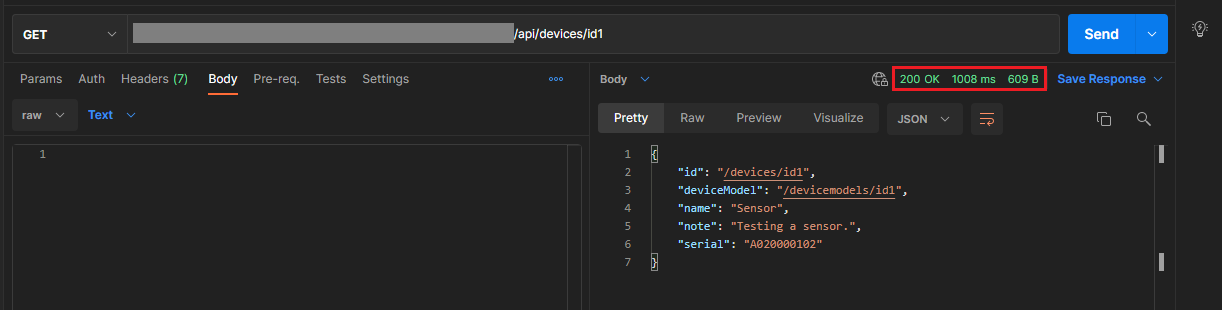 GET /api/devices/id1 Send
Params Auth Headers (7) Body Pre-req. Tests Settings
raw Text
1
Body 200 OK 1008 ms 609 B Save Response
Pretty Raw Preview Visualize JSON
1 {
2 "id": "/devices/id1",
3 "deviceModel": "/devicemodels/id1",
4 "name": "Sensor",
5 "note": "Testing a sensor.",
6 "serial": "A020000102"
7 }